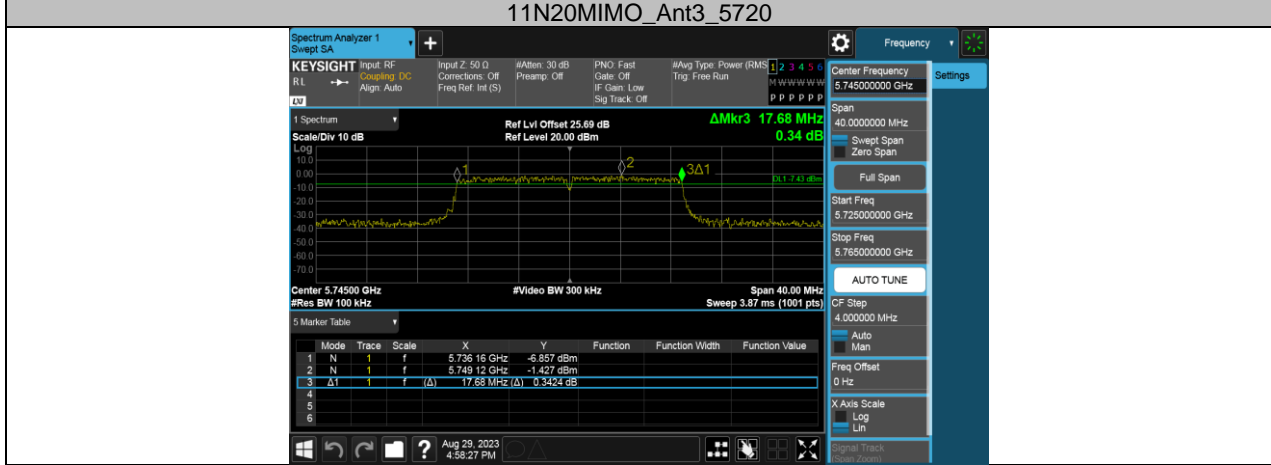 11N20MIMO_Ant3_5720
Spectrum Analyzer 1
Swept SA
Frequency
KEYSIGHT
RL
LXI
Input: RF
Coupling: DC
Align: Auto
Input Z: 50 Ω
Corrections: Off
Freq Ref: Int (S)
#Atten: 30 dB
Preamp: Off
PNO: Fast
Gate: Off
IF Gain: Low
Sig Track: Off
#Avg Type: Power (RMS
Trig: Free Run
1 2 3 4 5 6
M W W W W W
P P P P P P
Center Frequency
5.745000000 GHz
Settings
Span
40.0000000 MHz
Swept Span
Zero Span
Full Span
Start Freq
5.725000000 GHz
Stop Freq
5.765000000 GHz
AUTO TUNE
CF Step
4.000000 MHz
Auto
Man
Freq Offset
0 Hz
X Axis Scale
Log
Lin
Signal Track
(Span Zoom)
1 Spectrum
Scale/Div 10 dB
Ref Lvl Offset 25.69 dB
Ref Level 20.00 dBm
ΔMkr3 17.68 MHz
0.34 dB
Log
10.0
0.00
-10.0
-20.0
-30.0
-40.0
-50.0
-60.0
-70.0
1
2
3Δ1
DL1 -7.43 dBm
Center 5.74500 GHz
#Video BW 300 kHz
Span 40.00 MHz
#Res BW 100 kHz
Sweep 3.87 ms (1001 pts)
5 Marker Table
Mode Trace Scale X Y Function Function Width Function Value
1 N 1 f 5.736 16 GHz -6.857 dBm
2 N 1 f 5.749 12 GHz -1.427 dBm
3 Δ1 1 f (Δ) 17.68 MHz (Δ) 0.3424 dB
4
5
6
?
Aug 29, 2023
4:58:27 PM